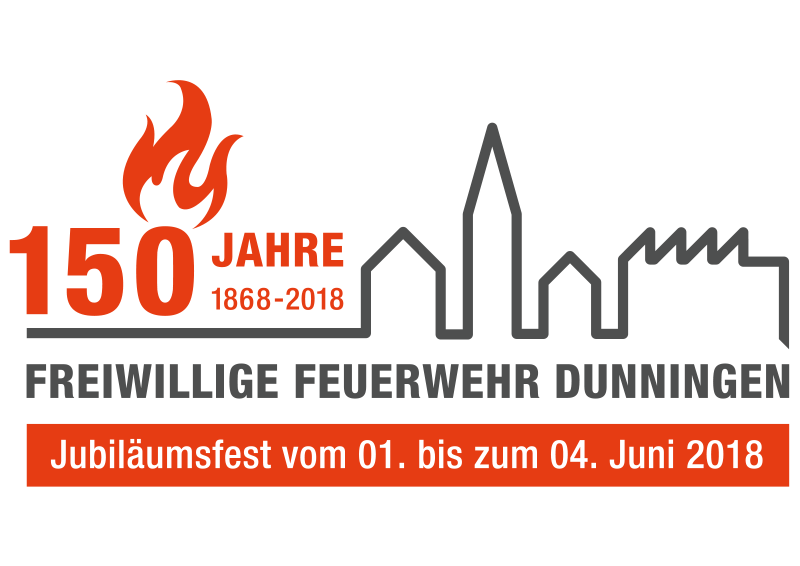 150 JAHRE
1868-2018
FREIWILLIGE FEUERWEHR DUNNINGEN
Jubiläumsfest vom 01. bis zum 04. Juni 2018